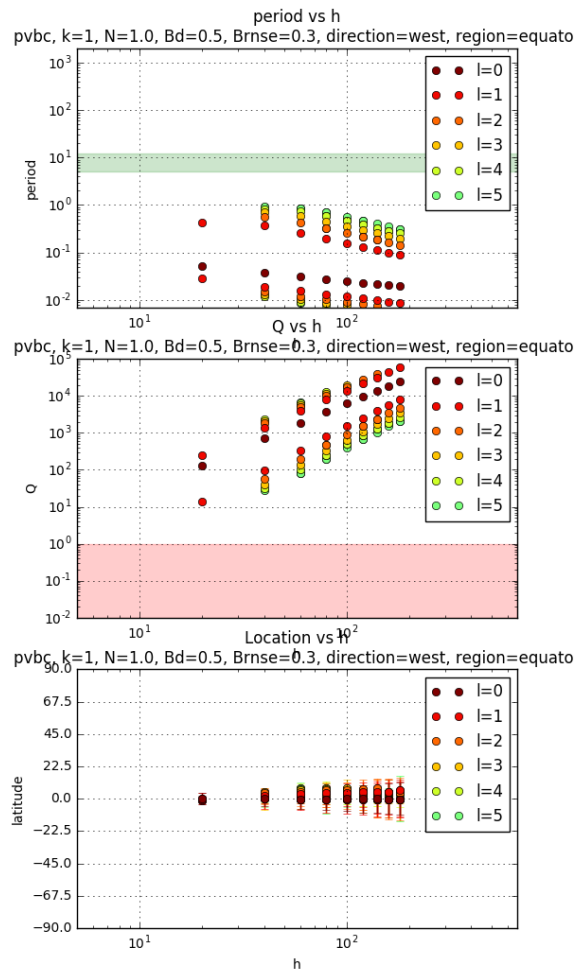 period vs h
pvbc, k=1, N=1.0, Bd=0.5, Brnse=0.3, direction=west, region=equato
10³
10²
10¹
10⁰
10⁻¹
10⁻²
period
l=0
l=1
l=2
l=3
l=4
l=5
10¹
10²
h
Q vs h
pvbc, k=1, N=1.0, Bd=0.5, Brnse=0.3, direction=west, region=equato
10⁵
10⁴
10³
10²
10¹
10⁰
10⁻¹
10⁻²
Q
l=0
l=1
l=2
l=3
l=4
l=5
10¹
10²
h
Location vs h
pvbc, k=1, N=1.0, Bd=0.5, Brnse=0.3, direction=west, region=equato
90.0
67.5
45.0
22.5
0.0
−22.5
−45.0
−67.5
−90.0
latitude
l=0
l=1
l=2
l=3
l=4
l=5
10¹
10²
h